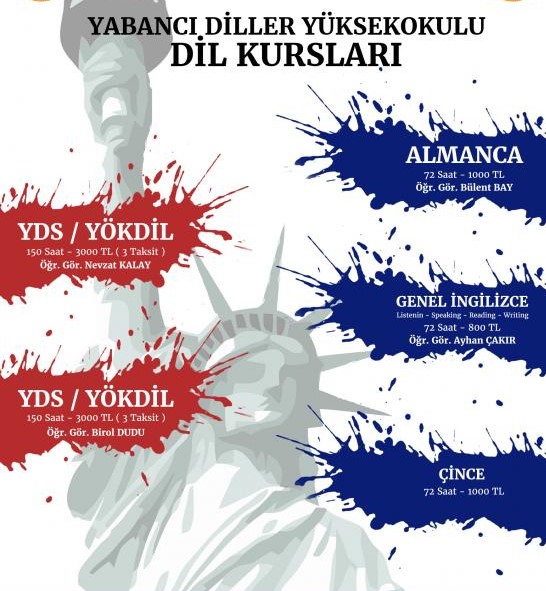 YABANCI DİLLER YÜKSEKOKULU
DİL KURSLARI
YDS / YÖKDİL
150 Saat - 3000 TL ( 3 Taksit )
Öğr. Gör. Nevzat KALAY
YDS / YÖKDİL
150 Saat - 3000 TL ( 3 Taksit )
Öğr. Gör. Birol DUDU
ALMANCA
72 Saat - 1000 TL
Öğr. Gör. Bülent BAY
GENEL İNGİLİZCE
Listenin - Speaking - Reading - Writing
72 Saat - 800 TL
Öğr. Gör. Ayhan ÇAKIR
ÇİNCE
72 Saat - 1000 TL